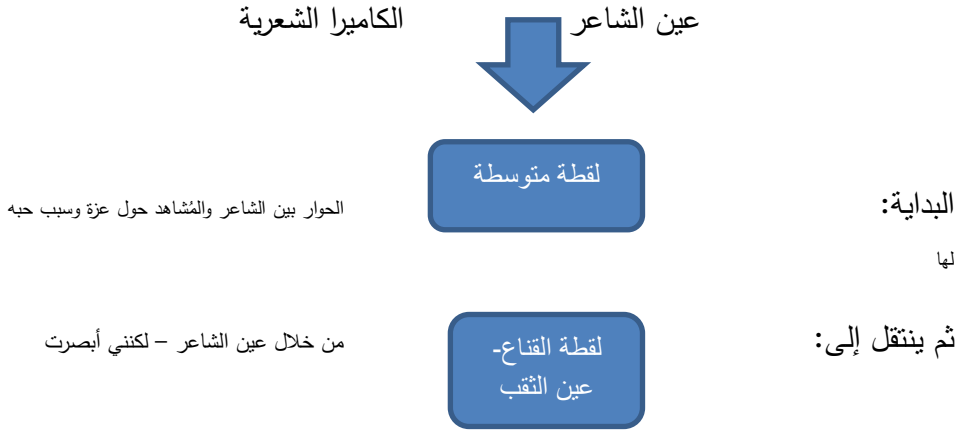 عين الشاعر الكاميرا الشعرية
لقطة متوسطة
البداية: الحوار بين الشاعر والمُشاهد حول عزة وسبب حبه
لها
ثم ينتقل إلى: لقطة القناع- من خلال عين الشاعر – لكنني أبصرت
عين الثقب